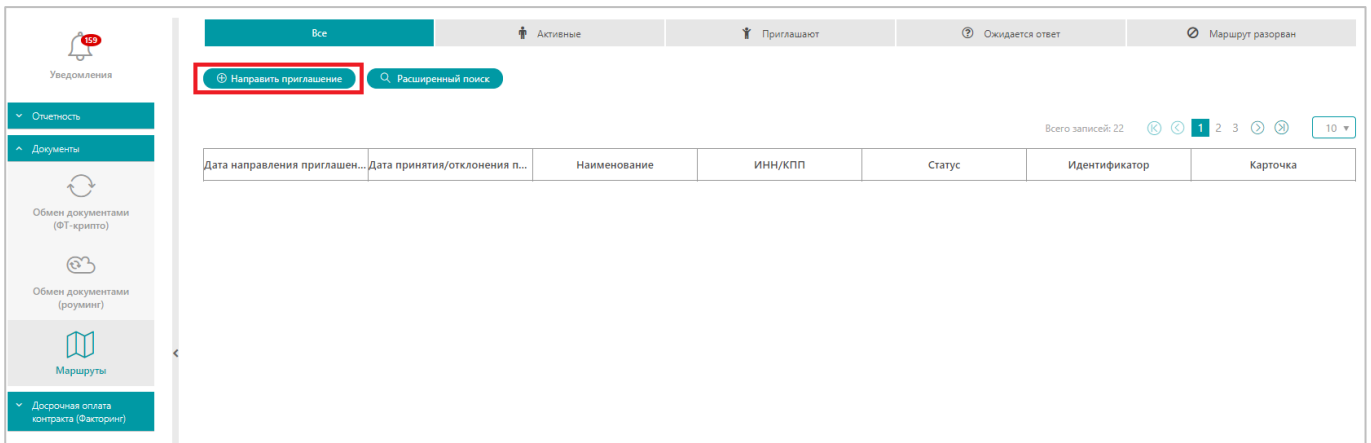 159
Уведомления
Отчетность
Документы
Обмен документами
(ФТ-крипто)
Обмен документами
(роуминг)
Маршруты
Досрочная оплата
контракта (Факторинг)
Все
Активные
Приглашают
Ожидается ответ
Маршрут разорван
Направить приглашение
Расширенный поиск
Всего записей: 22
1 2 3
10
Дата направления приглашен...
Дата принятия/отклонения п...
Наименование
ИНН/КПП
Статус
Идентификатор
Карточка